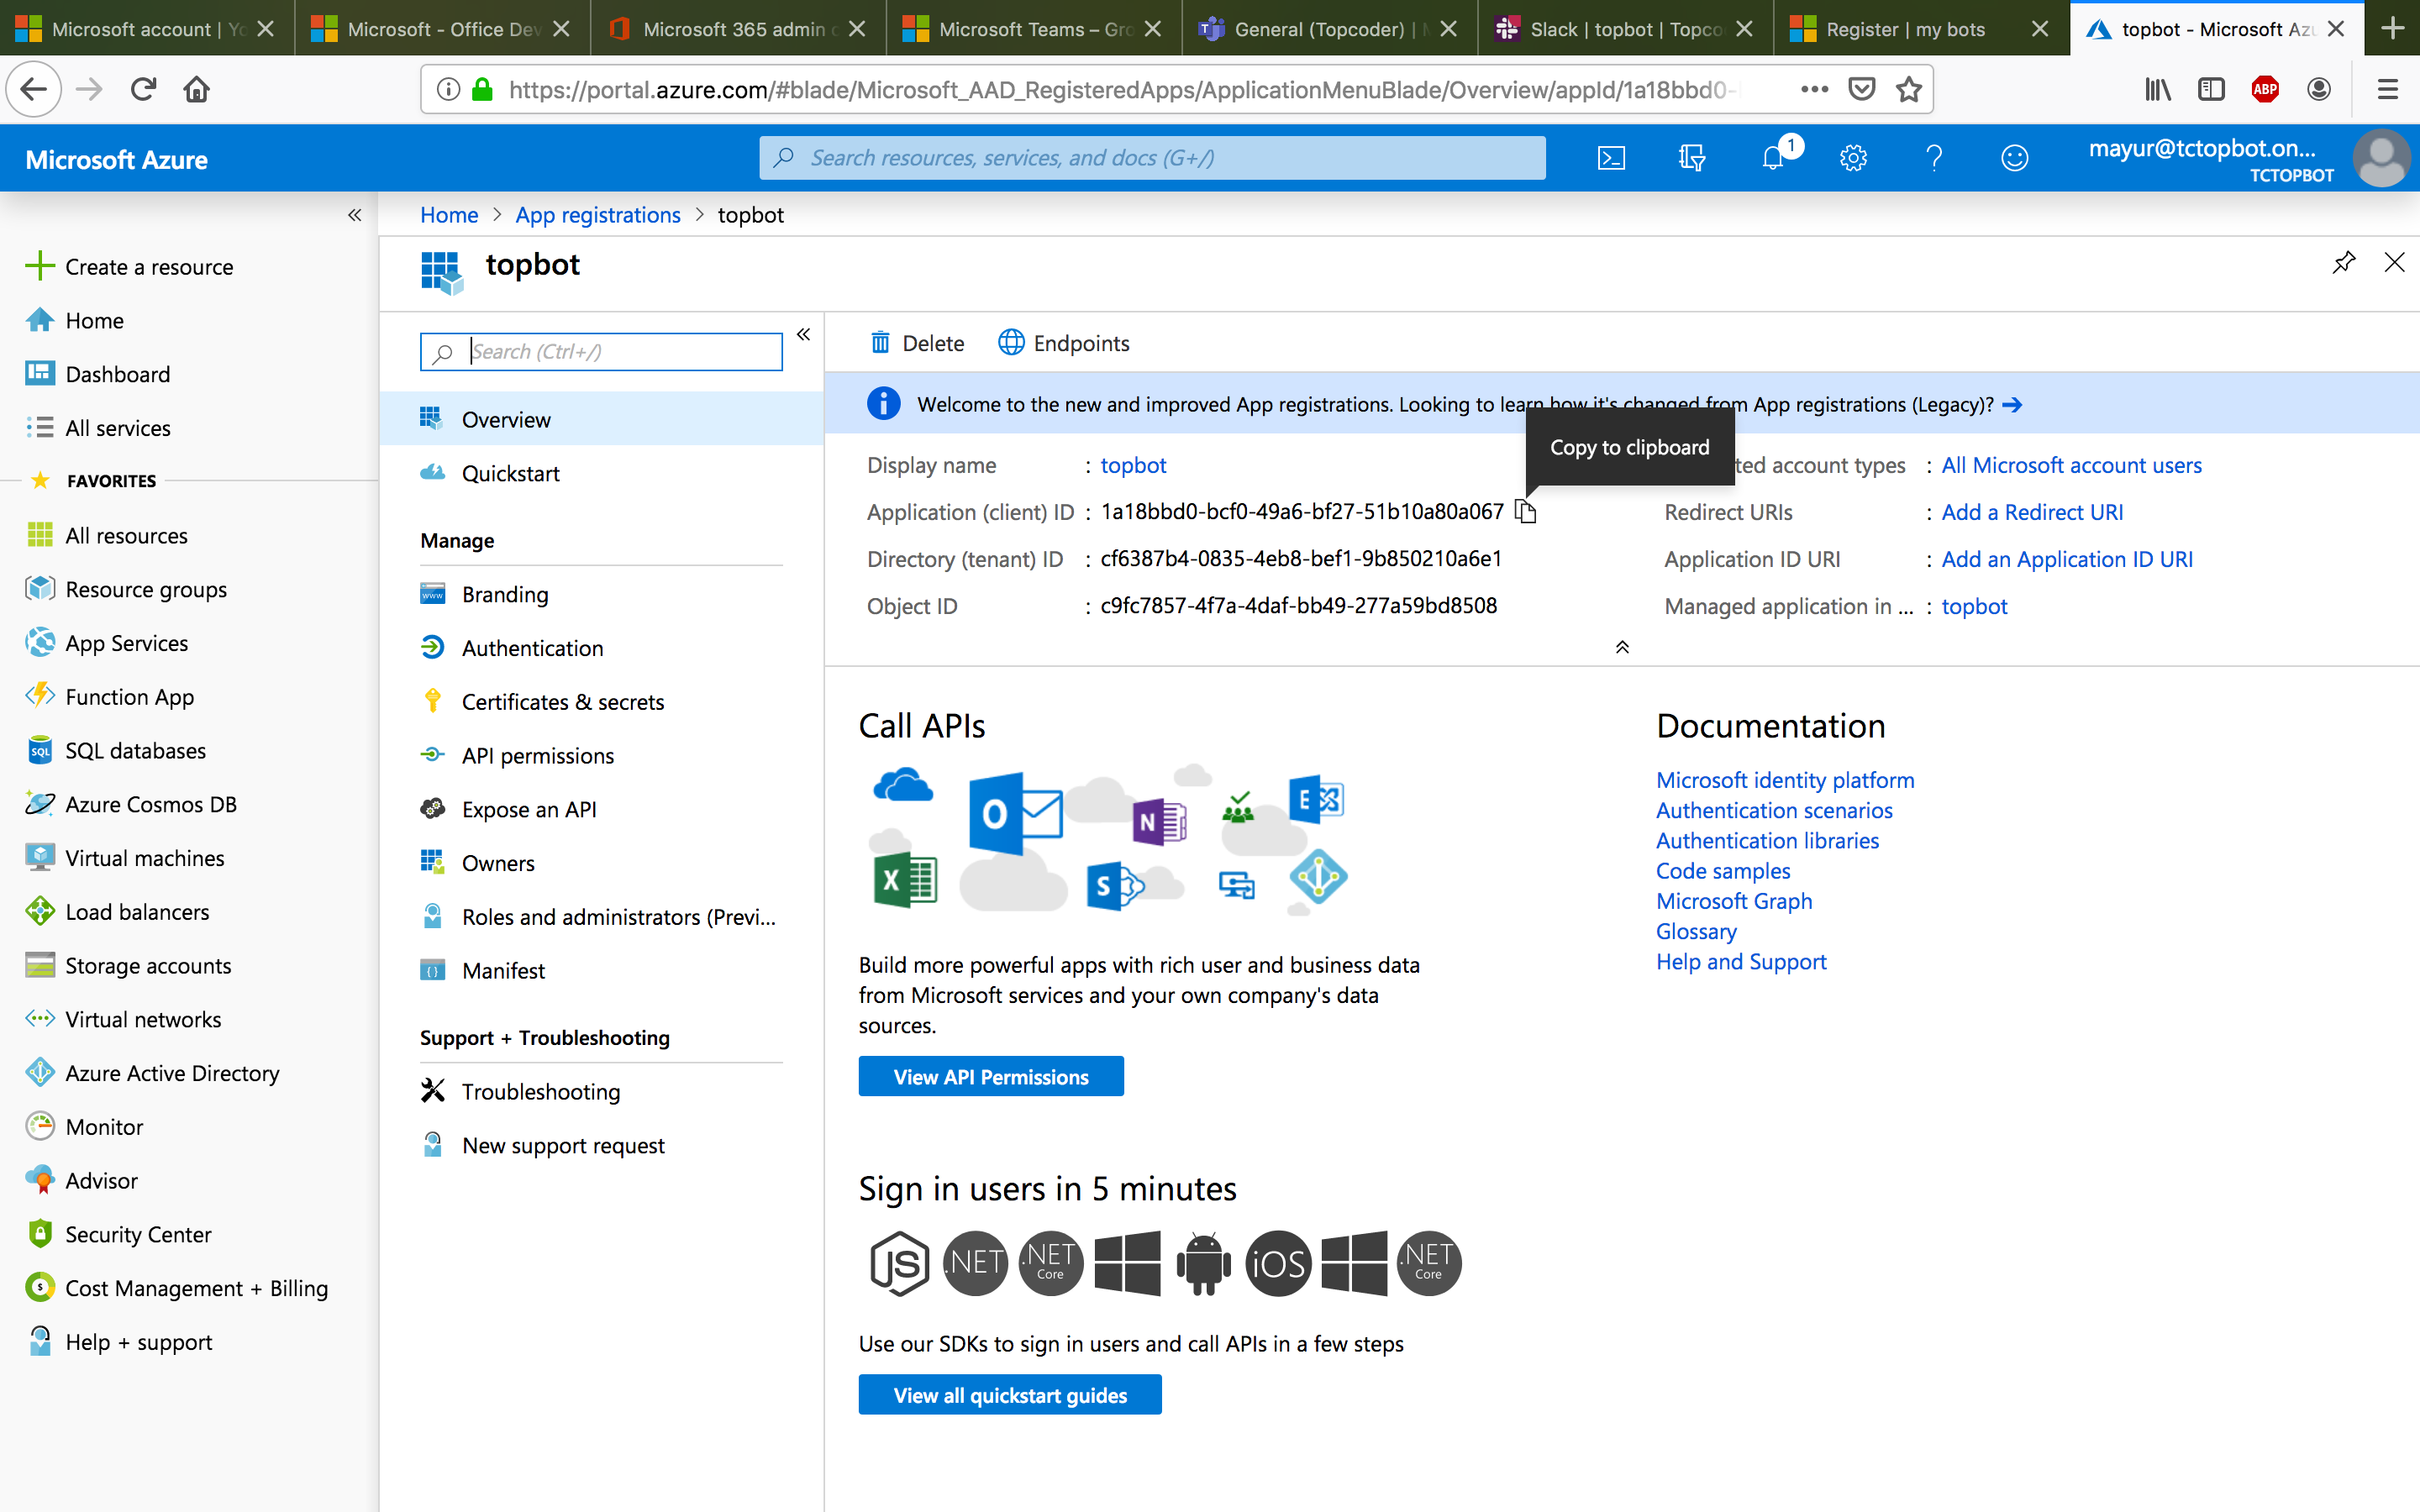 Microsoft account | Yo
Microsoft - Office Dev
Microsoft 365 admin c
Microsoft Teams – Gro
General (Topcoder) | M
Slack | topbot | Topco
Register | my bots
topbot - Microsoft Azu
https://portal.azure.com/#blade/Microsoft_AAD_RegisteredApps/ApplicationMenuBlade/Overview/appId/1a18bbd0-
ABP
Microsoft Azure
Search resources, services, and docs (G+/)
1
mayur@tctopbot.on...
TCTOPBOT
Home > App registrations > topbot
topbot
Create a resource
Home
Dashboard
All services
FAVORITES
All resources
Resource groups
App Services
Function App
SQL databases
Azure Cosmos DB
Virtual machines
Load balancers
Storage accounts
Virtual networks
Azure Active Directory
Monitor
Advisor
Security Center
Cost Management + Billing
Help + support
Search (Ctrl+/)
Overview
Quickstart
Manage
Branding
Authentication
Certificates & secrets
API permissions
Expose an API
Owners
Roles and administrators (Previ...
Manifest
Support + Troubleshooting
Troubleshooting
New support request
Delete
Endpoints
Welcome to the new and improved App registrations. Looking to learn how it's changed from App registrations (Legacy)?
Copy to clipboard
Display name : topbot
Application (client) ID : 1a18bbd0-bcf0-49a6-bf27-51b10a80a067
Directory (tenant) ID : cf6387b4-0835-4eb8-bef1-9b850210a6e1
Object ID : c9fc7857-4f7a-4daf-bb49-277a59bd8508
ted account types : All Microsoft account users
Redirect URIs : Add a Redirect URI
Application ID URI : Add an Application ID URI
Managed application in ... : topbot
Call APIs
Build more powerful apps with rich user and business data
from Microsoft services and your own company's data
sources.
View API Permissions
Sign in users in 5 minutes
JS .NET .NET Core iOS .NET Core
Use our SDKs to sign in users and call APIs in a few steps
View all quickstart guides
Documentation
Microsoft identity platform
Authentication scenarios
Authentication libraries
Code samples
Microsoft Graph
Glossary
Help and Support